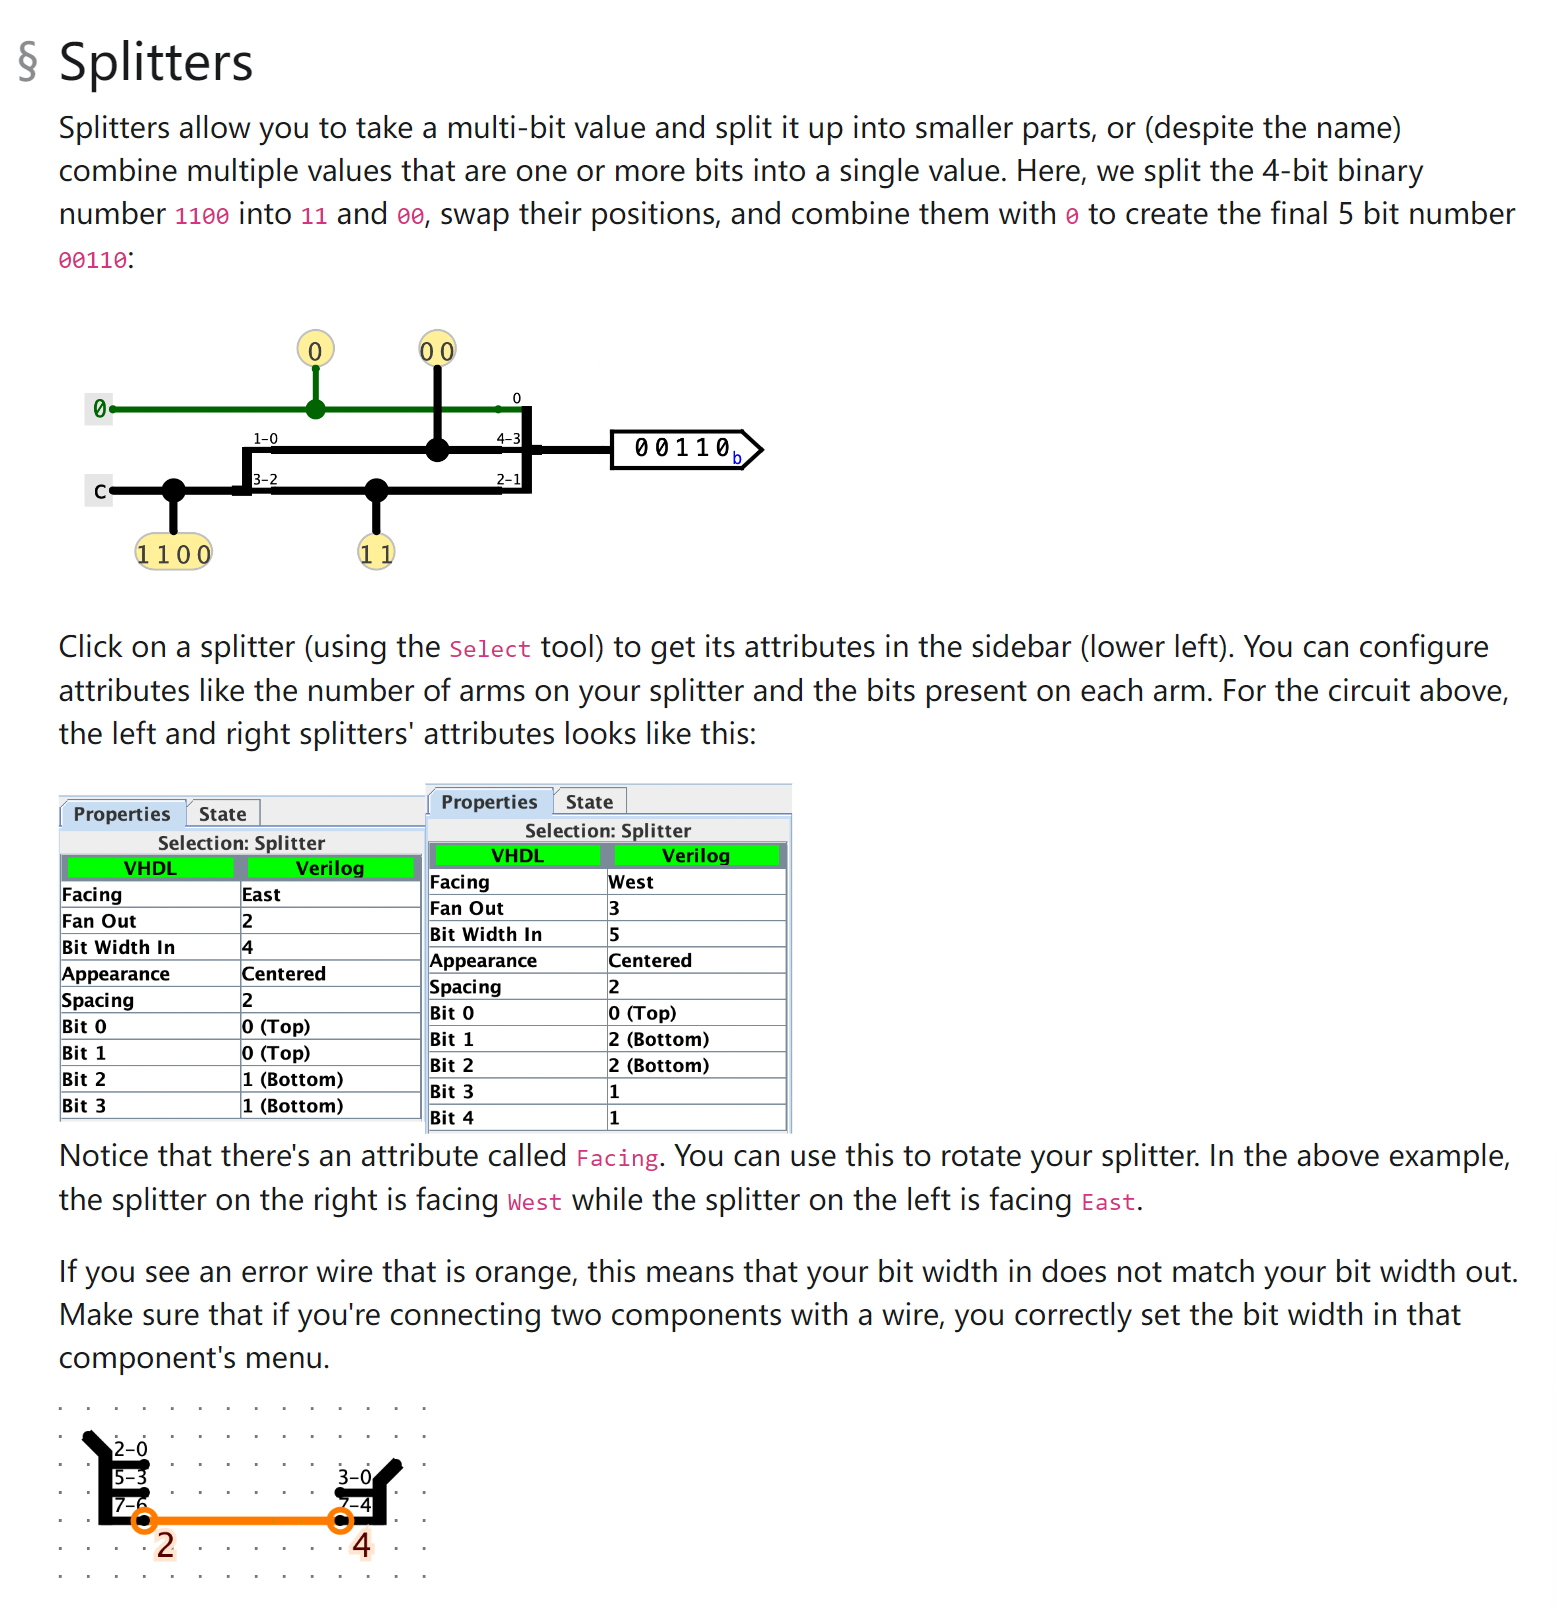 § Splitters
Splitters allow you to take a multi-bit value and split it up into smaller parts, or (despite the name)
combine multiple values that are one or more bits into a single value. Here, we split the 4-bit binary
number 1100 into 11 and 00, swap their positions, and combine them with 0 to create the final 5 bit number
00110:
0 00
0 0
1-0 4-3 00110b
c 3-2 2-1
1100 11
Click on a splitter (using the Select tool) to get its attributes in the sidebar (lower left). You can configure
attributes like the number of arms on your splitter and the bits present on each arm. For the circuit above,
the left and right splitters' attributes looks like this:
Properties State
Selection: Splitter
VHDL Verilog
Facing East
Fan Out 2
Bit Width In 4
Appearance Centered
Spacing 2
Bit 0 0 (Top)
Bit 1 0 (Top)
Bit 2 1 (Bottom)
Bit 3 1 (Bottom)
Properties State
Selection: Splitter
VHDL Verilog
Facing West
Fan Out 3
Bit Width In 5
Appearance Centered
Spacing 2
Bit 0 0 (Top)
Bit 1 2 (Bottom)
Bit 2 2 (Bottom)
Bit 3 1
Bit 4 1
Notice that there's an attribute called Facing. You can use this to rotate your splitter. In the above example,
the splitter on the right is facing West while the splitter on the left is facing East.
If you see an error wire that is orange, this means that your bit width in does not match your bit width out.
Make sure that if you're connecting two components with a wire, you correctly set the bit width in that
component's menu.
2-0
5-3 3-0
7-6 7-4
2 4